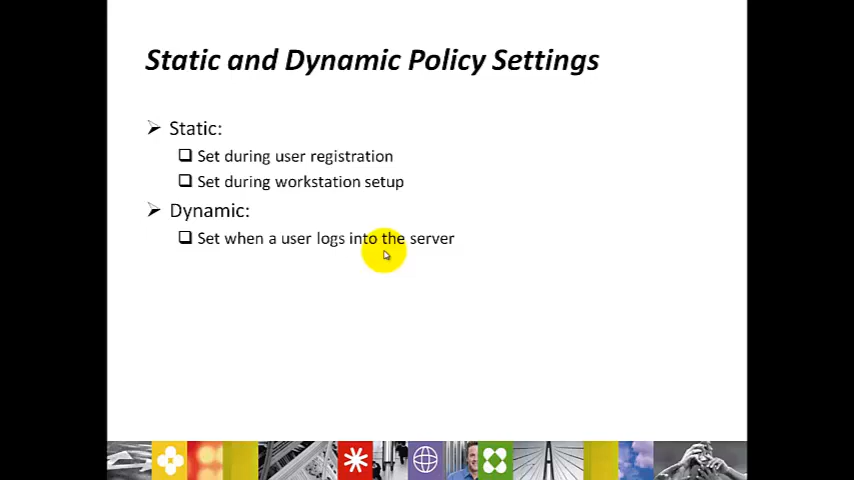 Static and Dynamic Policy Settings
Static:
Set during user registration
Set during workstation setup
Dynamic:
Set when a user logs into the server